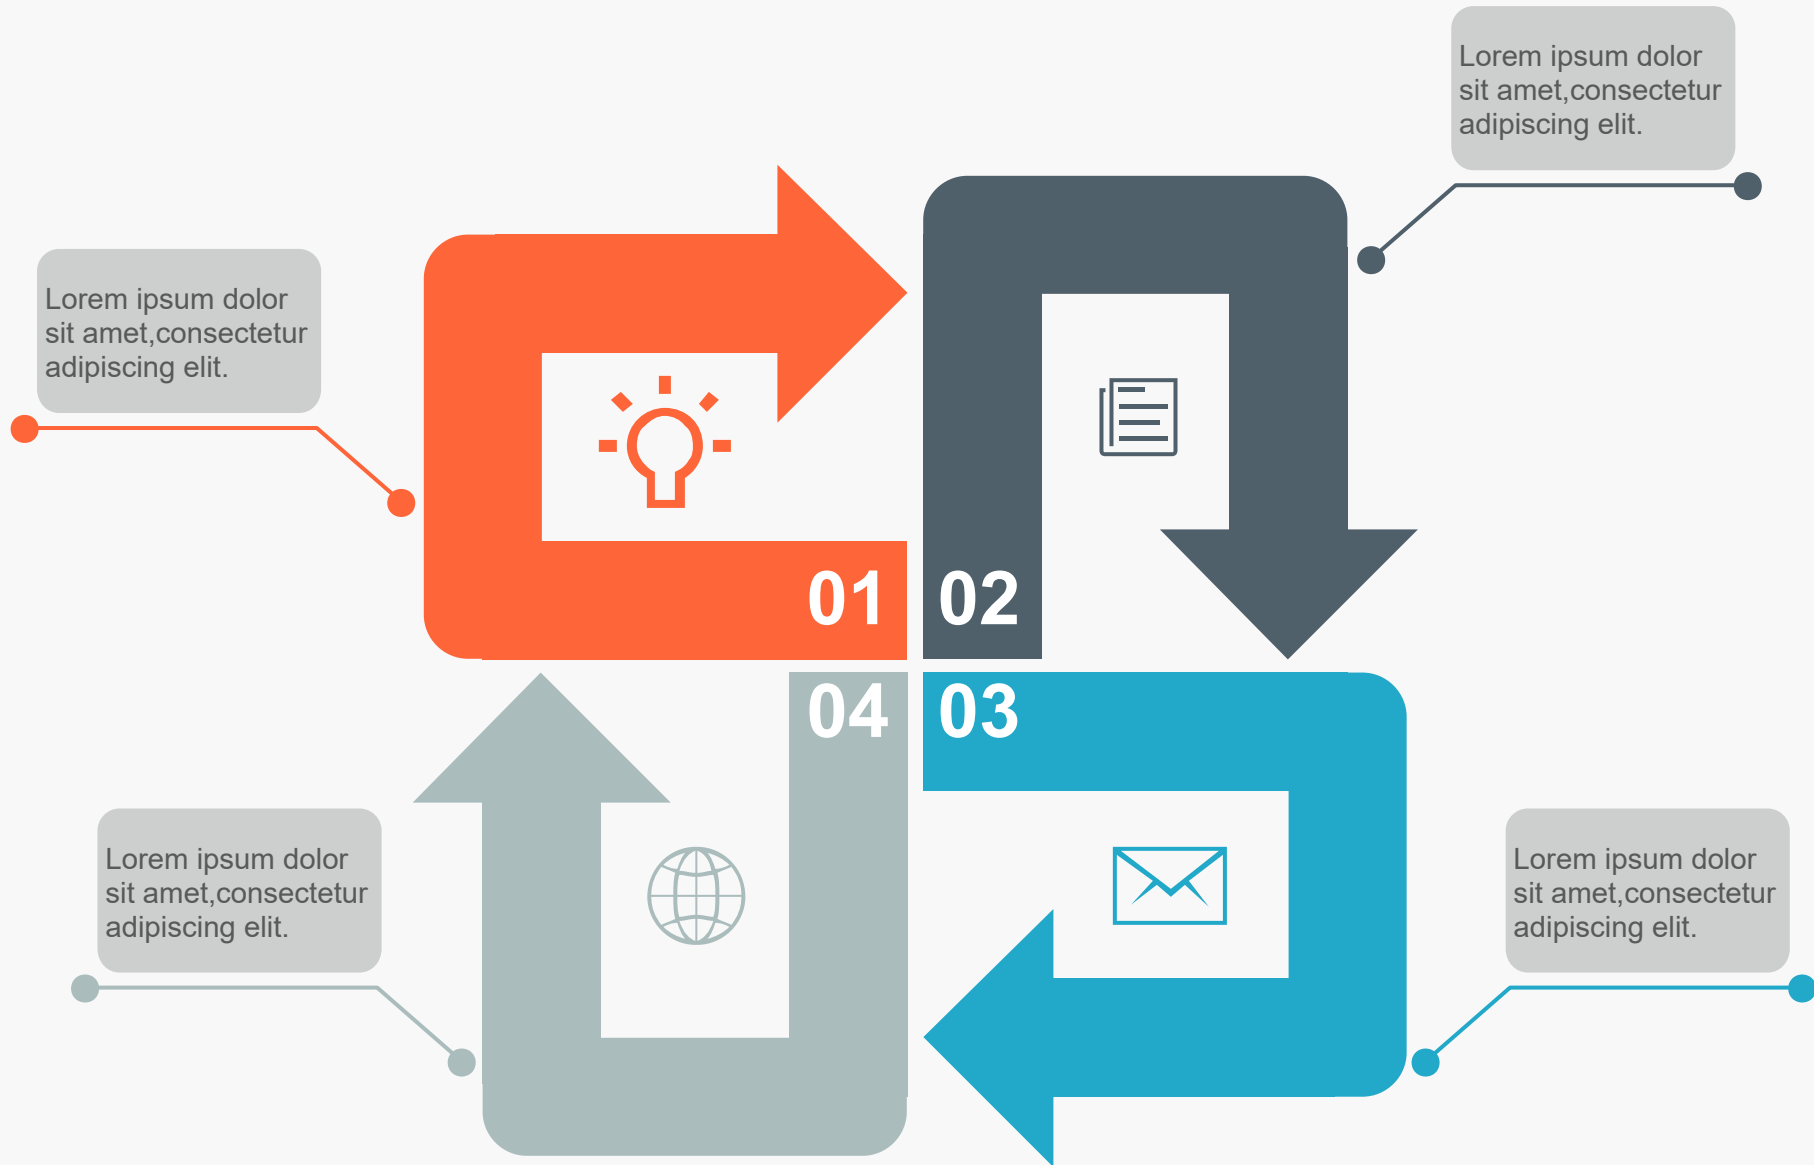 Lorem ipsum dolor
sit amet,consectetur
adipiscing elit.
Lorem ipsum dolor
sit amet,consectetur
adipiscing elit.
01
02
04
03
Lorem ipsum dolor
sit amet,consectetur
adipiscing elit.
Lorem ipsum dolor
sit amet,consectetur
adipiscing elit.